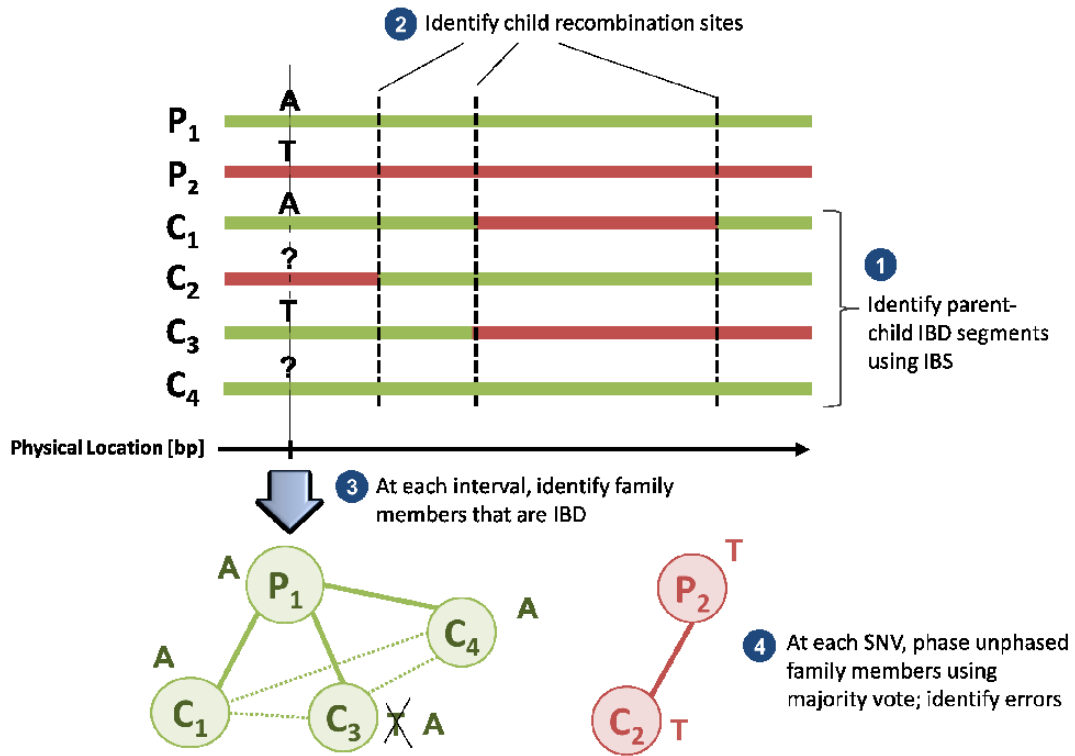 2 Identify child recombination sites
A
P1
T
P2
A
C1
?
C2
T
C3
?
C4
1
Identify parent-
child IBD segments
using IBS
Physical Location [bp]
3 At each interval, identify family
members that are IBD
A P1
C4 A
A
C1
C3 T A
T
P2
C2 T
4 At each SNV, phase unphased
family members using
majority vote; identify errors